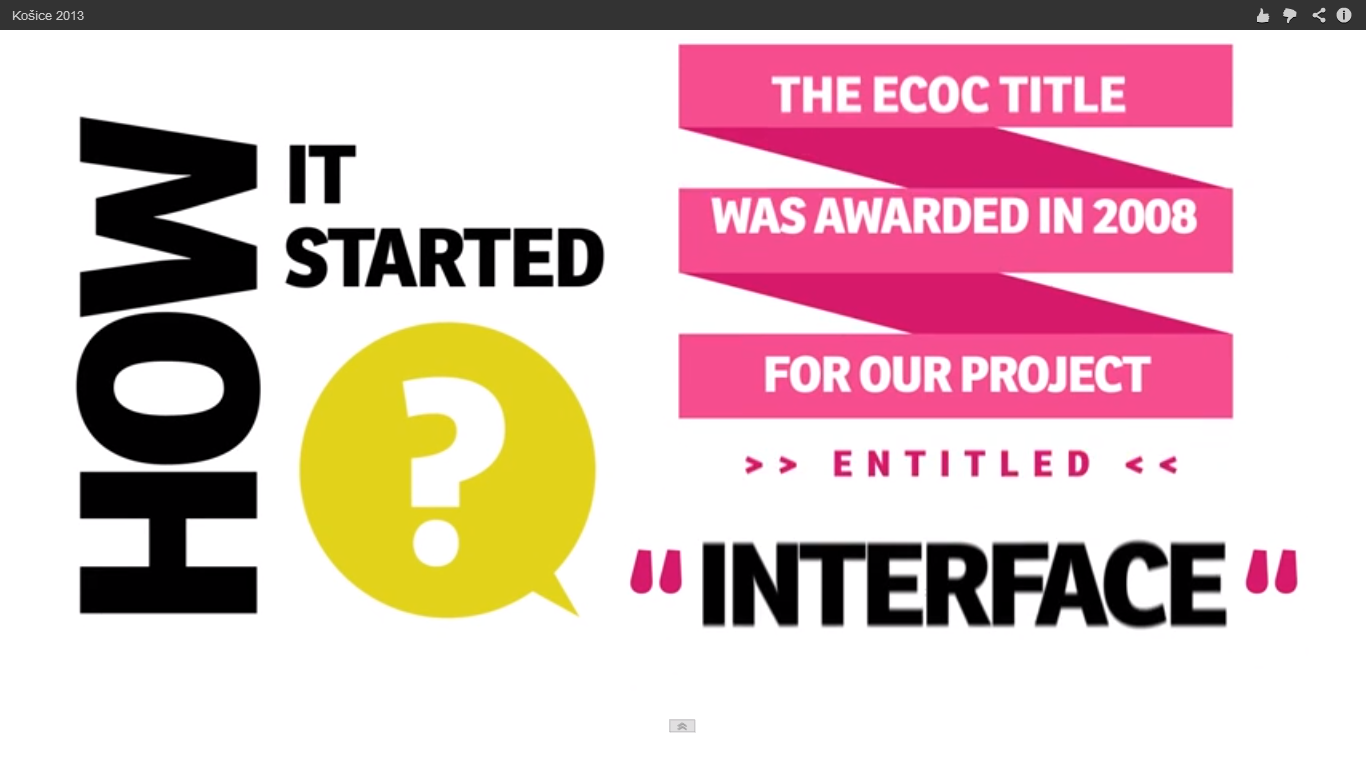 Košice 2013
HOW
IT
STARTED
?
THE ECOC TITLE
WAS AWARDED IN 2008
FOR OUR PROJECT
>> ENTITLED <<
“INTERFACE“